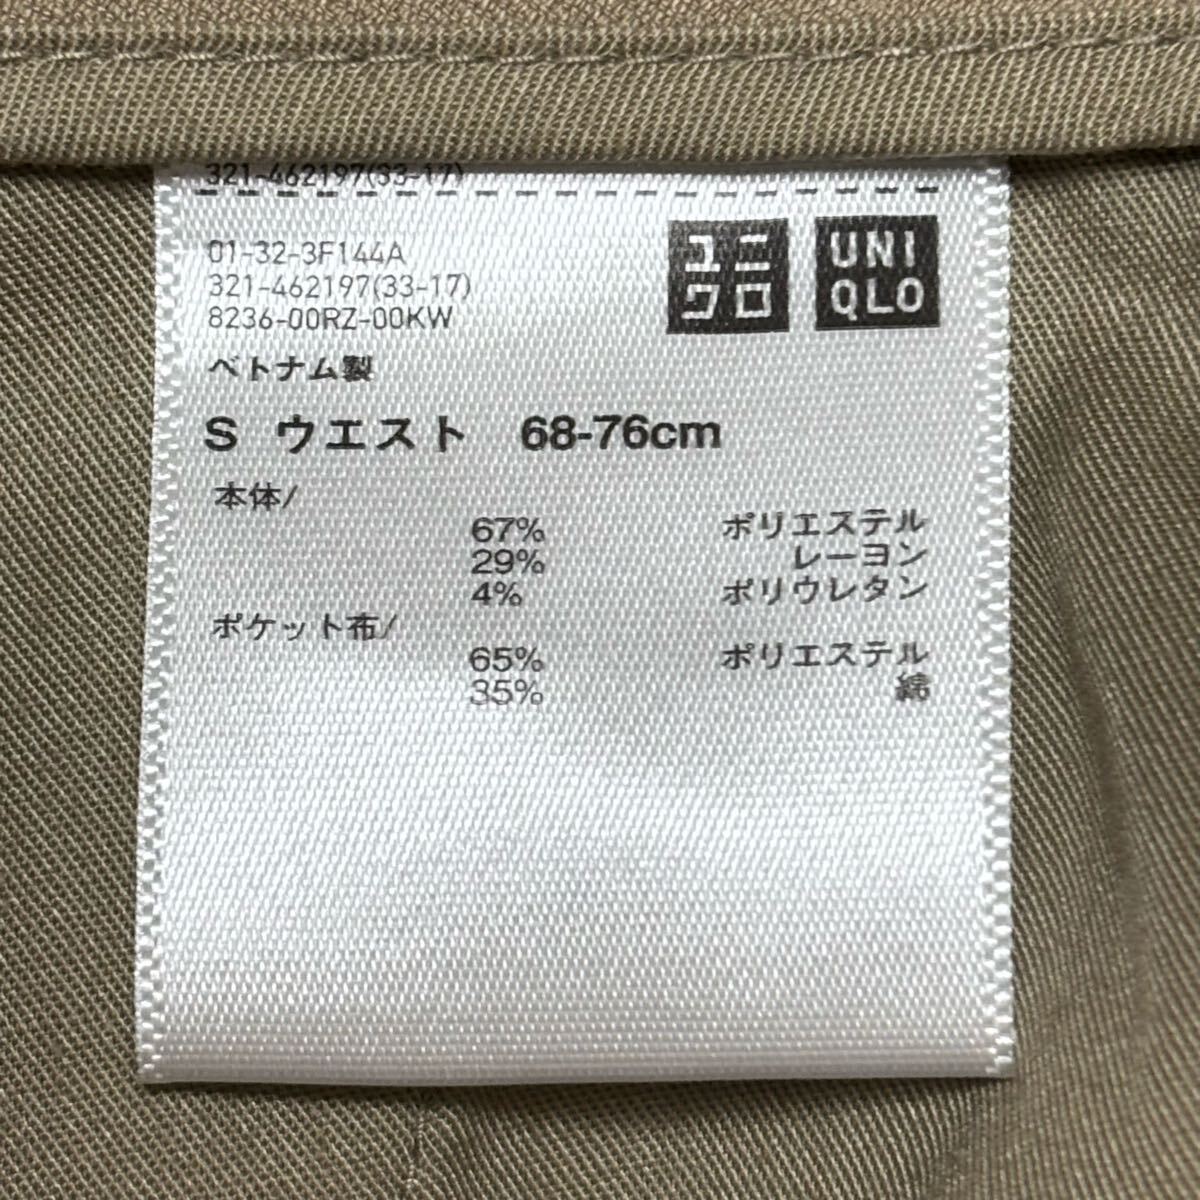 321-462197(33-17)
01-32-3F144A
321-462197(33-17)
8236-00RZ-00KW
ユニ
クロ
UNI
QLO
ベトナム製
S ウエスト 68-76cm
本体/
67% ポリエステル
29% レーヨン
4% ポリウレタン
ポケット布/
65% ポリエステル
35% 綿